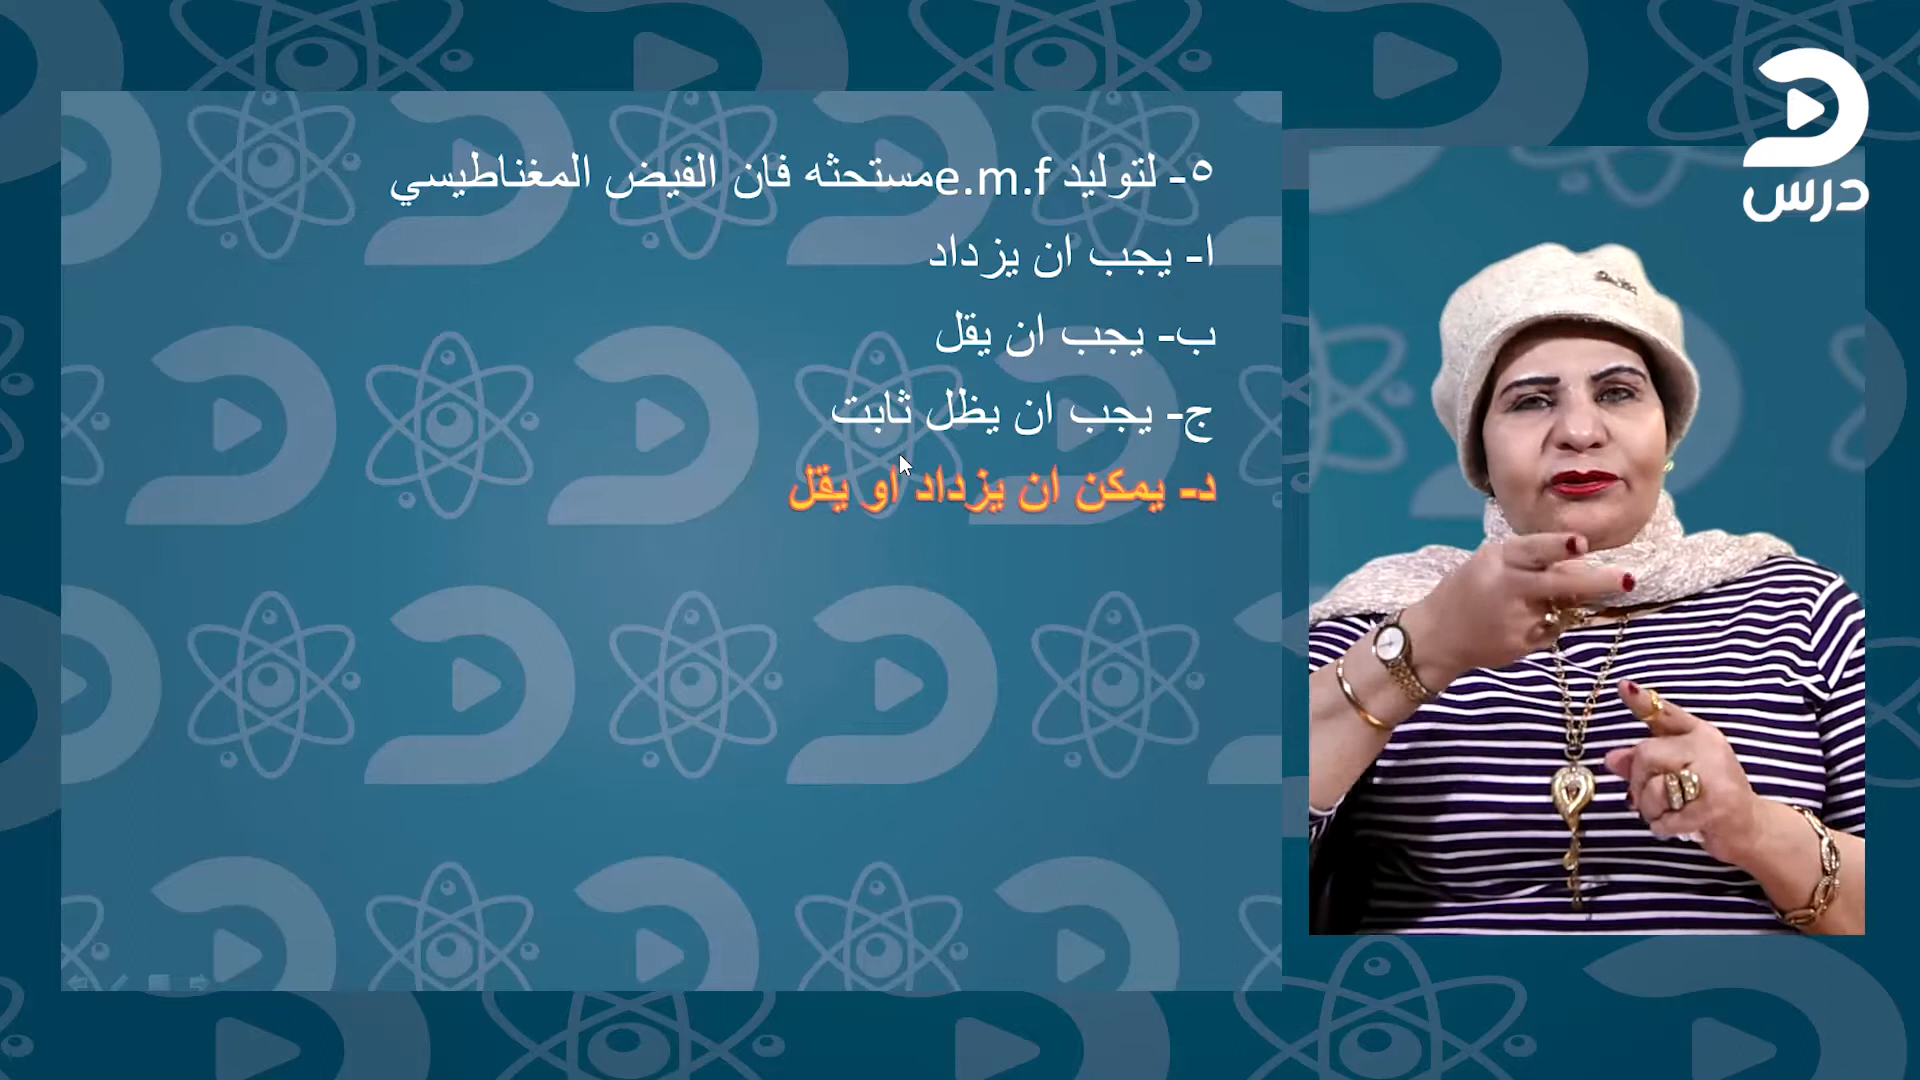 ٥- لتوليد e.m.f مستحثه فان الفيض المغناطيسي
ا- يجب ان يزداد
ب- يجب ان يقل
ج- يجب ان يظل ثابت
د- يمكن ان يزداد او يقل
درس